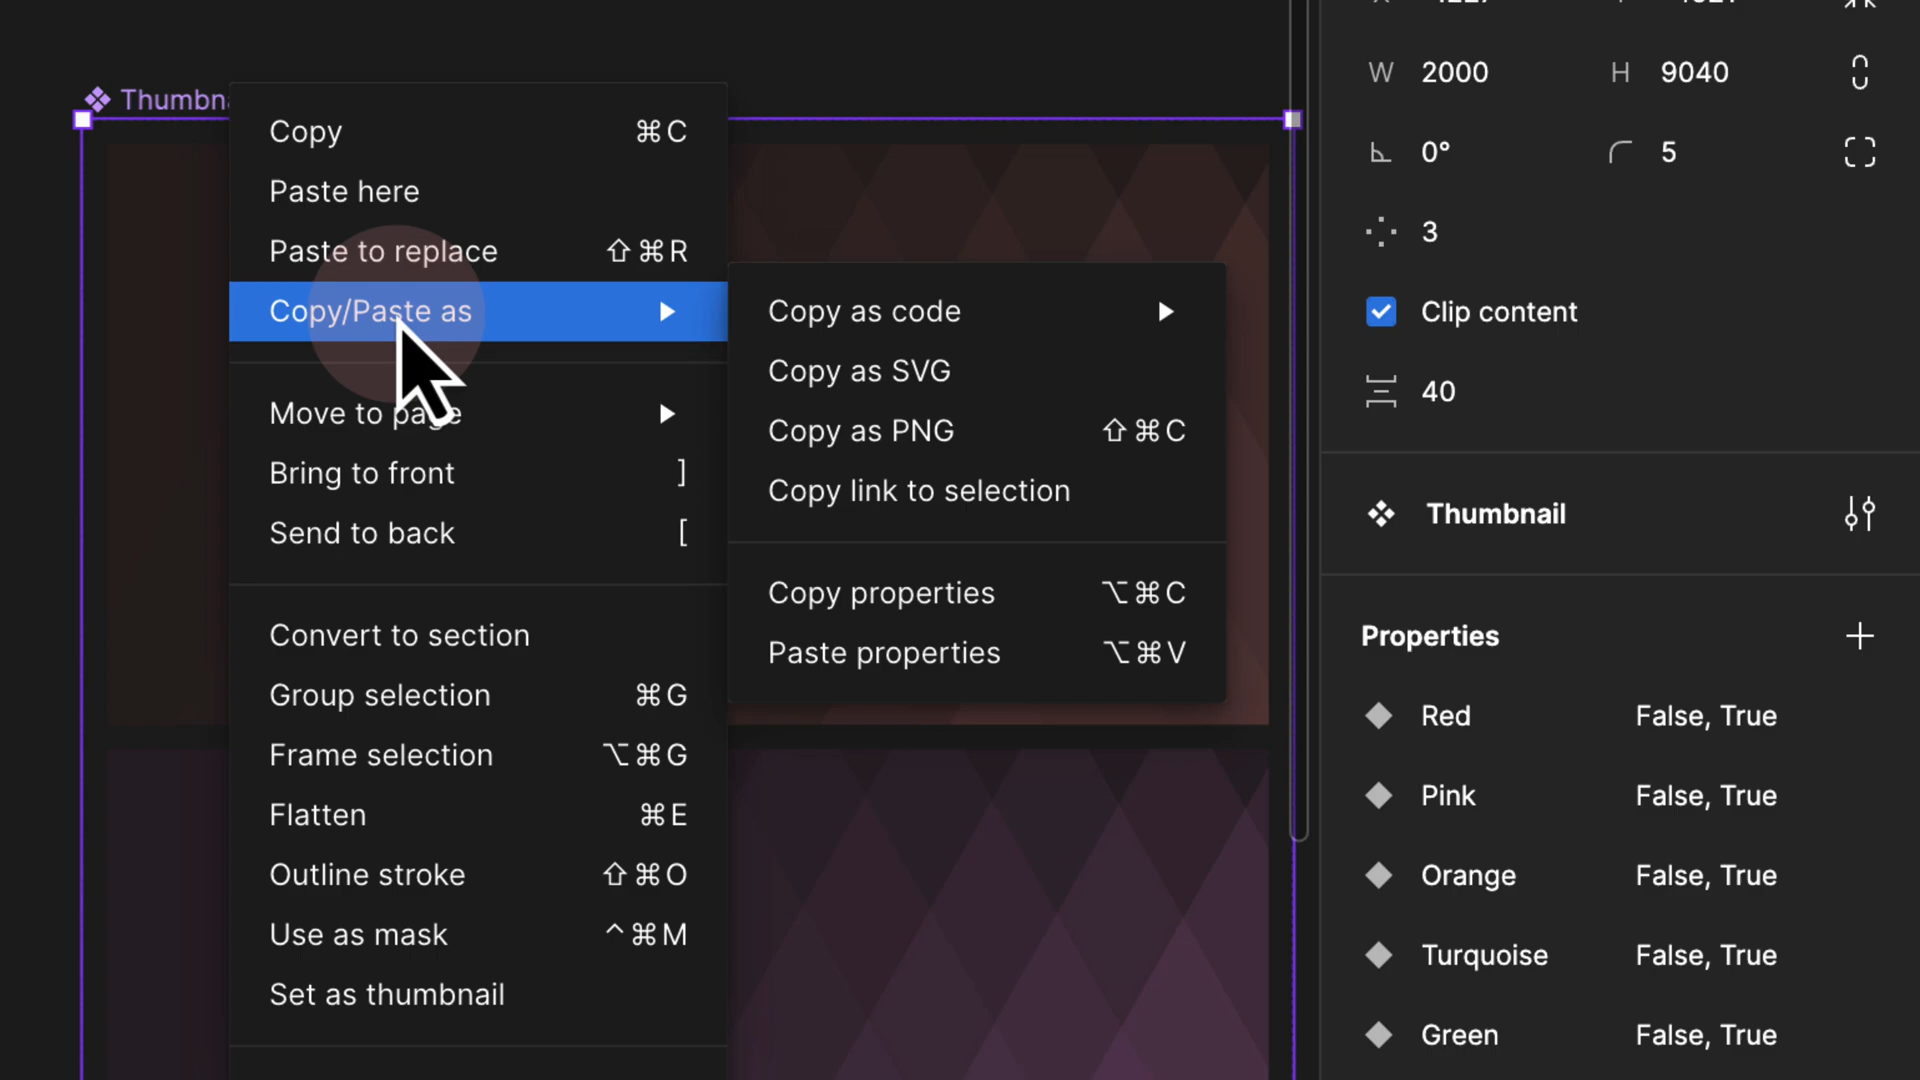 Thumbna
Copy ⌘C
Paste here
Paste to replace ⇧⌘R
Copy/Paste as
Move to page
Bring to front ]
Send to back [
Convert to section
Group selection ⌘G
Frame selection ⌥⌘G
Flatten ⌘E
Outline stroke ⇧⌘O
Use as mask ^⌘M
Set as thumbnail
Copy as code
Copy as SVG
Copy as PNG ⇧⌘C
Copy link to selection
Copy properties ⌥⌘C
Paste properties ⌥⌘V
W 2000 H 9040
0° 5
3
Clip content
40
Thumbnail
Properties
Red False, True
Pink False, True
Orange False, True
Turquoise False, True
Green False, True